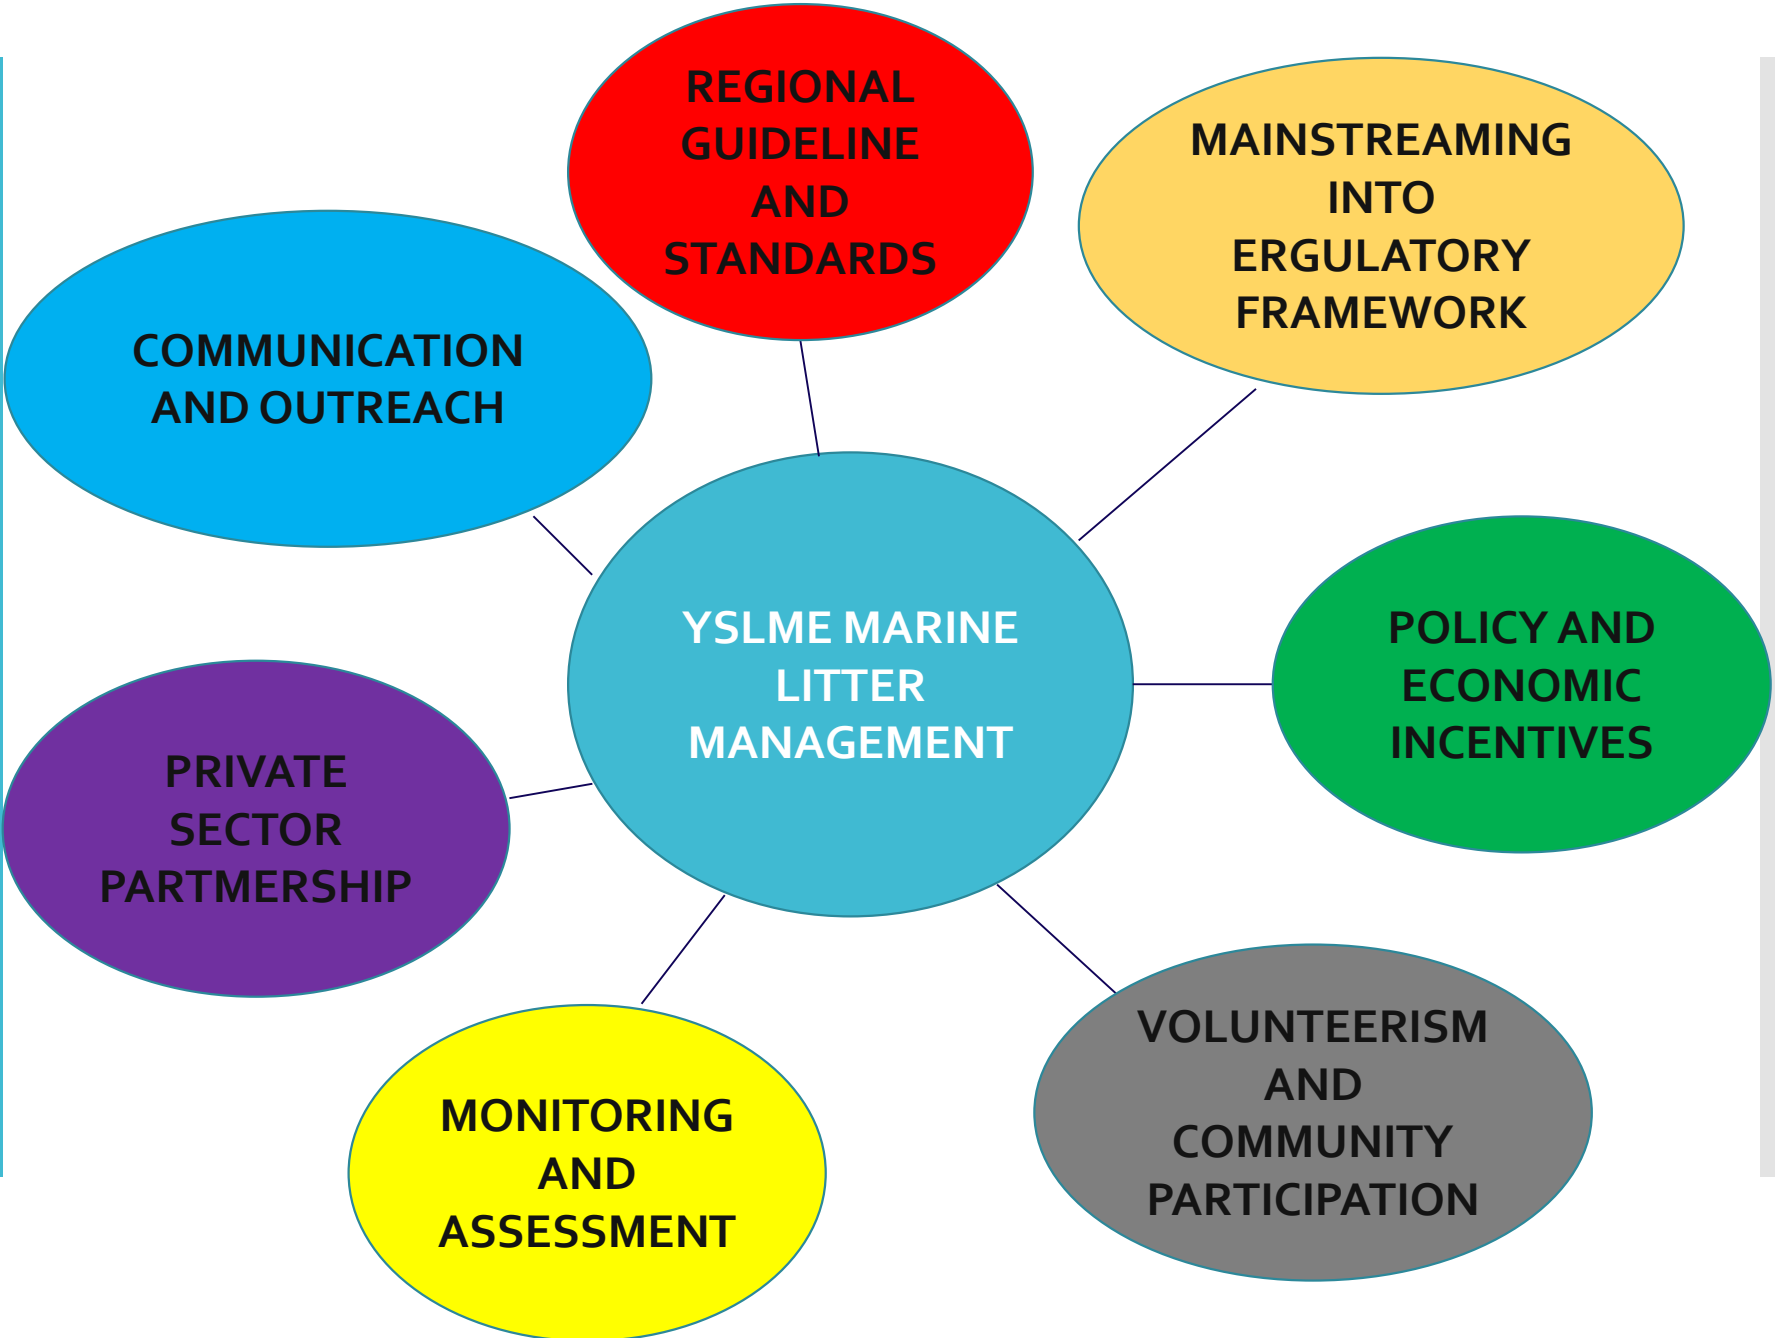 REGIONAL
GUIDELINE
AND
STANDARDS
MAINSTREAMING
INTO
ERGULATORY
FRAMEWORK
COMMUNICATION
AND OUTREACH
YSLME MARINE
LITTER
MANAGEMENT
POLICY AND
ECONOMIC
INCENTIVES
PRIVATE
SECTOR
PARTMERSHIP
VOLUNTEERISM
AND
COMMUNITY
PARTICIPATION
MONITORING
AND
ASSESSMENT